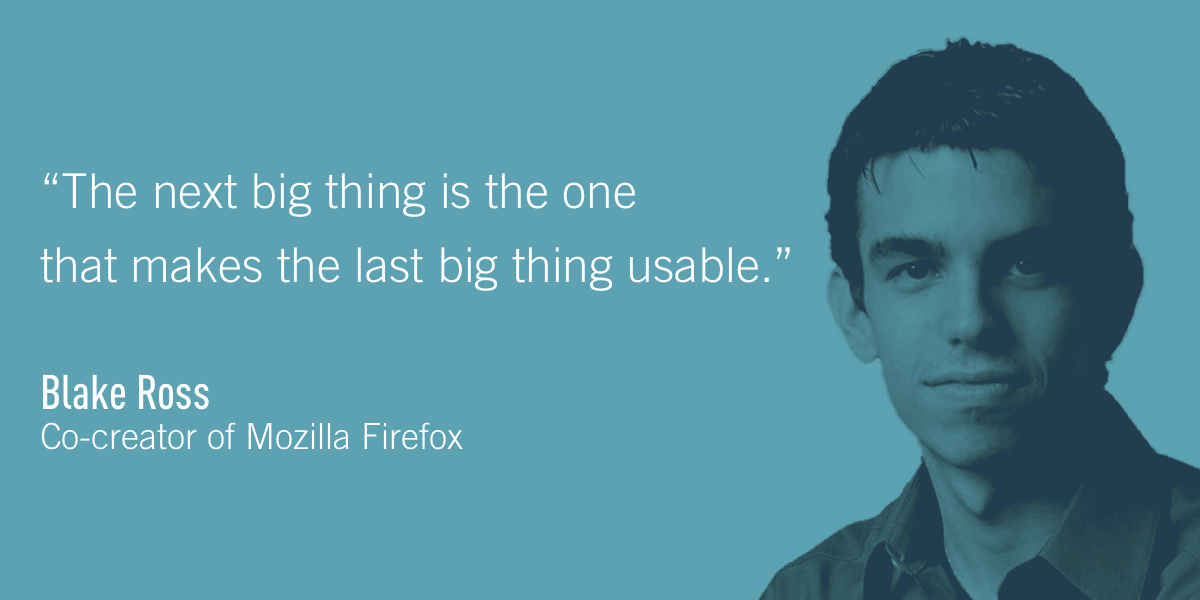 “The next big thing is the one
that makes the last big thing usable.”
Blake Ross
Co-creator of Mozilla Firefox